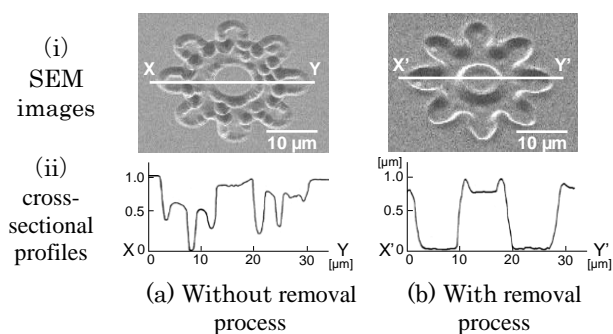 (i)
SEM
images
X Y
10 μm
X' Y'
10 μm
(ii)
cross-
sectional
profiles
1.0
0.5
X 0
0 10 20 30
Y
[μm]
[μm]
1.0
0.5
X' 0
0 10 20 30
Y'
[μm]
(a) Without removal
process
(b) With removal
process